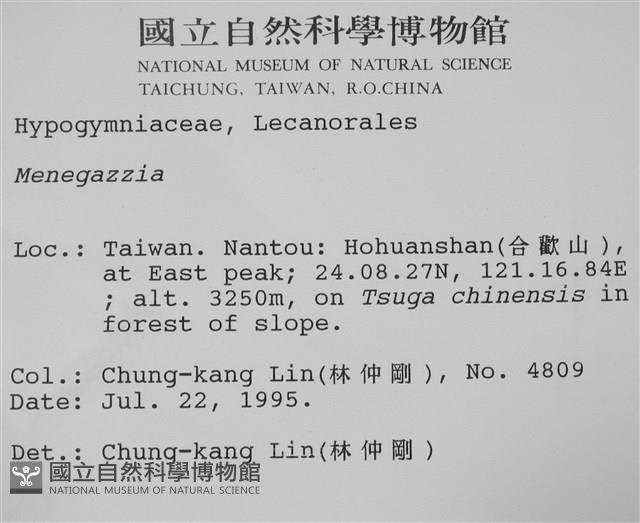 國立自然科學博物館
NATIONAL MUSEUM OF NATURAL SCIENCE
TAICHUNG, TAIWAN, R.O.CHINA
Hypogymniaceae, Lecanorales
Menegazzia
Loc.: Taiwan. Nantou: Hohuanshan(合歡山),
at East peak; 24.08.27N, 121.16.84E
; alt. 3250m, on Tsuga chinensis in
forest of slope.
Col.: Chung-kang Lin(林仲剛), No. 4809
Date: Jul. 22, 1995.
Det.: Chung-kang Lin(林仲剛)
國立自然科學博物館
NATIONAL MUSEUM OF NATURAL SCIENCE